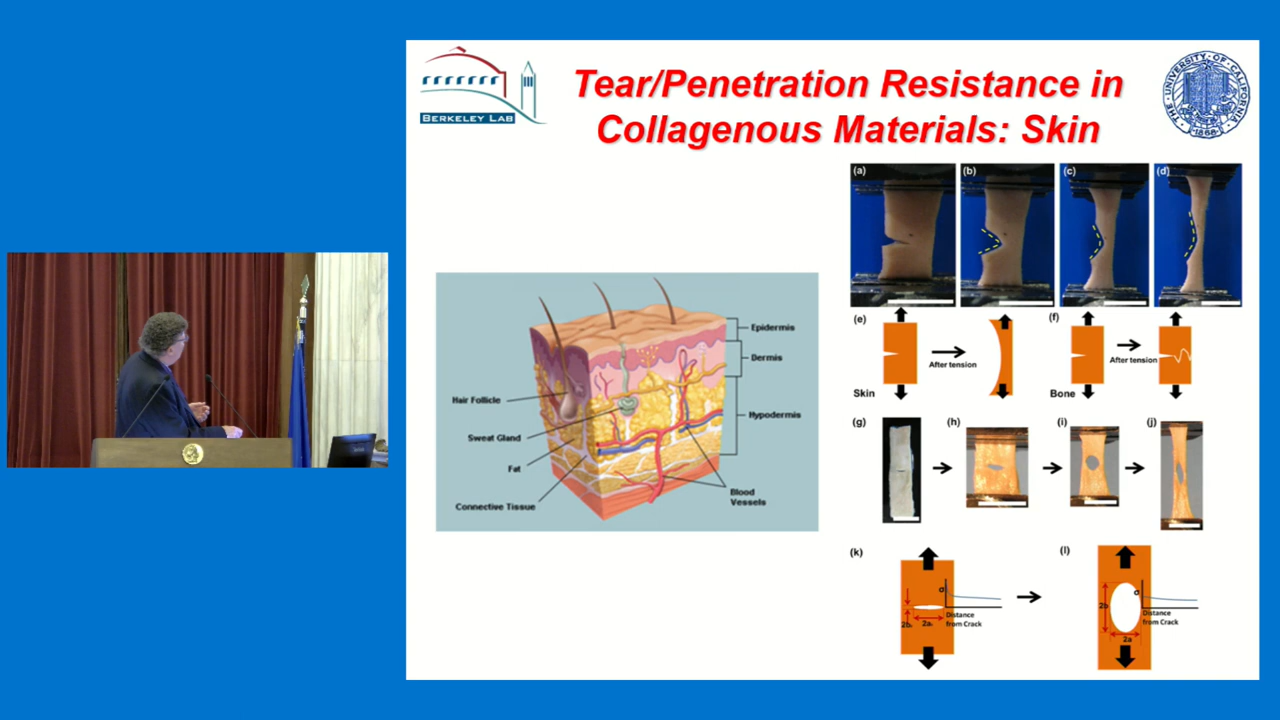 BERKELEY LAB
Tear/Penetration Resistance in
Collagenous Materials: Skin
THE UNIVERSITY OF CALIFORNIA
1868
Epidermis
Dermis
Hair Follicle
Hypodermis
Sweat Gland
Fat
Connective Tissue
Blood
Vessels
(a) (b) (c) (d)
(e) (f)
After tension
After tension
Skin Bone
(g) (h) (i) (j)
(k) (l)
σ
Distance
from Crack
2b
2a
σ
2b
Distance
from Crack
2a